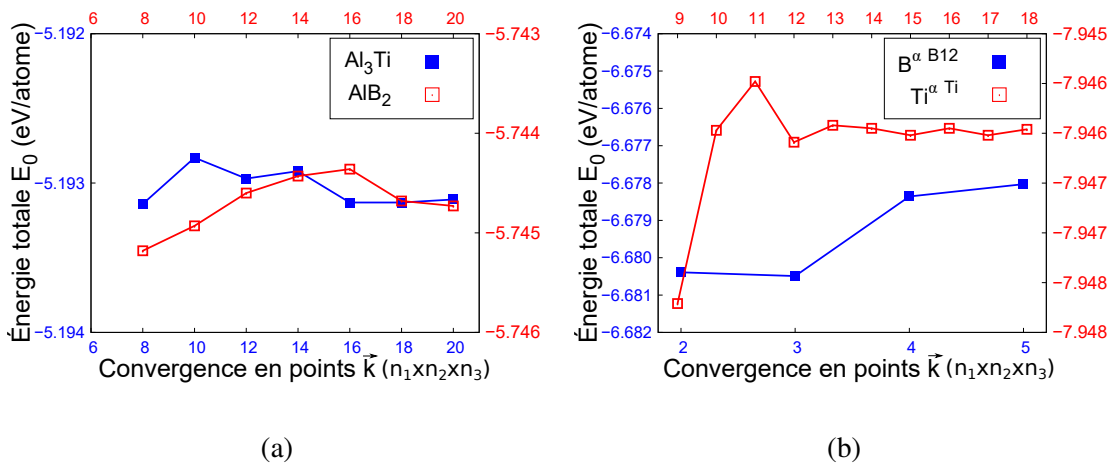 6 8 10 12 14 16 18 20
−5.192
−5.193
−5.194
Énergie totale E₀ (eV/atome)
Al₃Ti
AlB₂
−5.743
−5.744
−5.745
−5.746
6 8 10 12 14 16 18 20
Convergence en points k⃗ (n₁xn₂xn₃)
(a)
9 10 11 12 13 14 15 16 17 18
−6.674
−6.675
−6.676
−6.677
−6.678
−6.679
−6.680
−6.681
−6.682
Énergie totale E₀ (eV/atome)
B^α B12
Ti^α Ti
−7.945
−7.946
−7.946
−7.947
−7.947
−7.948
−7.948
2 3 4 5
Convergence en points k⃗ (n₁xn₂xn₃)
(b)